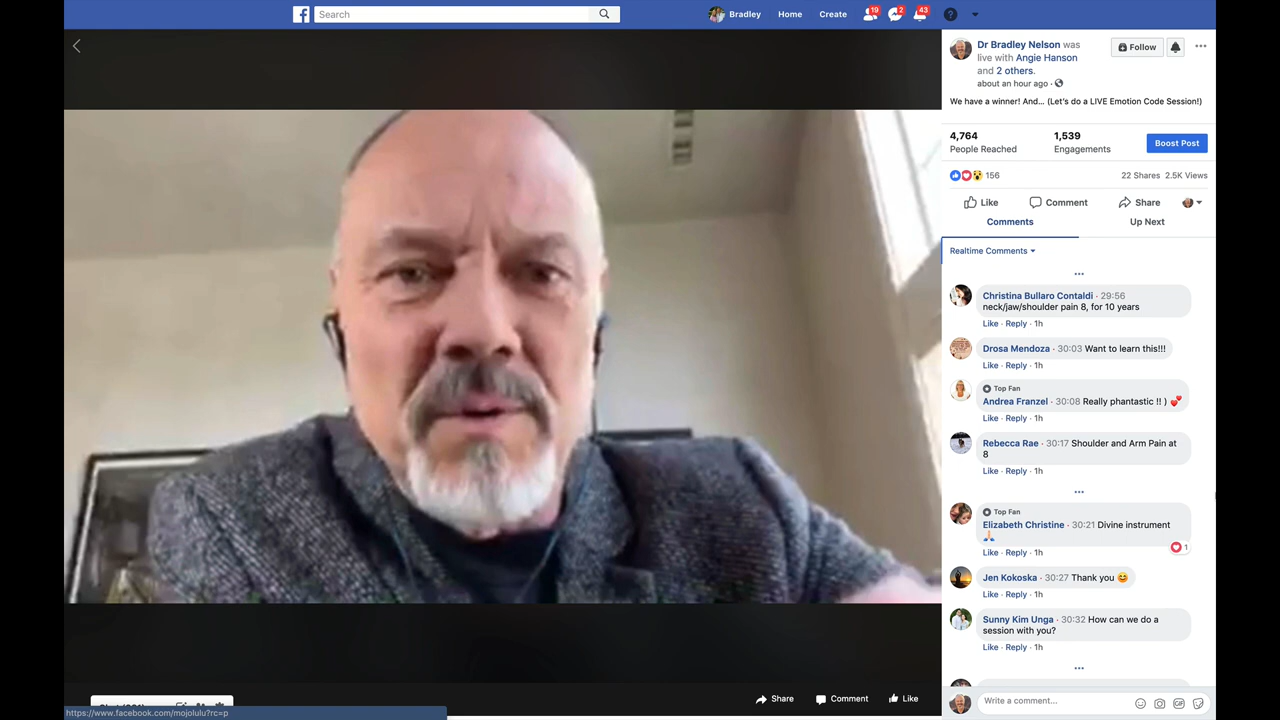 Search
Bradley
Home
Create
19
2
43
Dr Bradley Nelson was
live with Angie Hanson
and 2 others.
about an hour ago ·
Follow
We have a winner! And... (Let's do a LIVE Emotion Code Session!)
4,764
People Reached
1,539
Engagements
Boost Post
156
22 Shares 2.5K Views
Like
Comment
Share
Comments
Up Next
Realtime Comments
Christina Bullaro Contaldi · 29:56
neck/jaw/shoulder pain 8, for 10 years
Like · Reply · 1h
Drosa Mendoza · 30:03 Want to learn this!!!
Like · Reply · 1h
Top Fan
Andrea Franzel · 30:08 Really phantastic !! )
Like · Reply · 1h
Rebecca Rae · 30:17 Shoulder and Arm Pain at
8
Like · Reply · 1h
Top Fan
Elizabeth Christine · 30:21 Divine instrument
1
Like · Reply · 1h
Jen Kokoska · 30:27 Thank you
Like · Reply · 1h
Sunny Kim Unga · 30:32 How can we do a
session with you?
Like · Reply · 1h
Write a comment...
GIF
Share
Comment
Like
https://www.facebook.com/mojolulu?rc=p